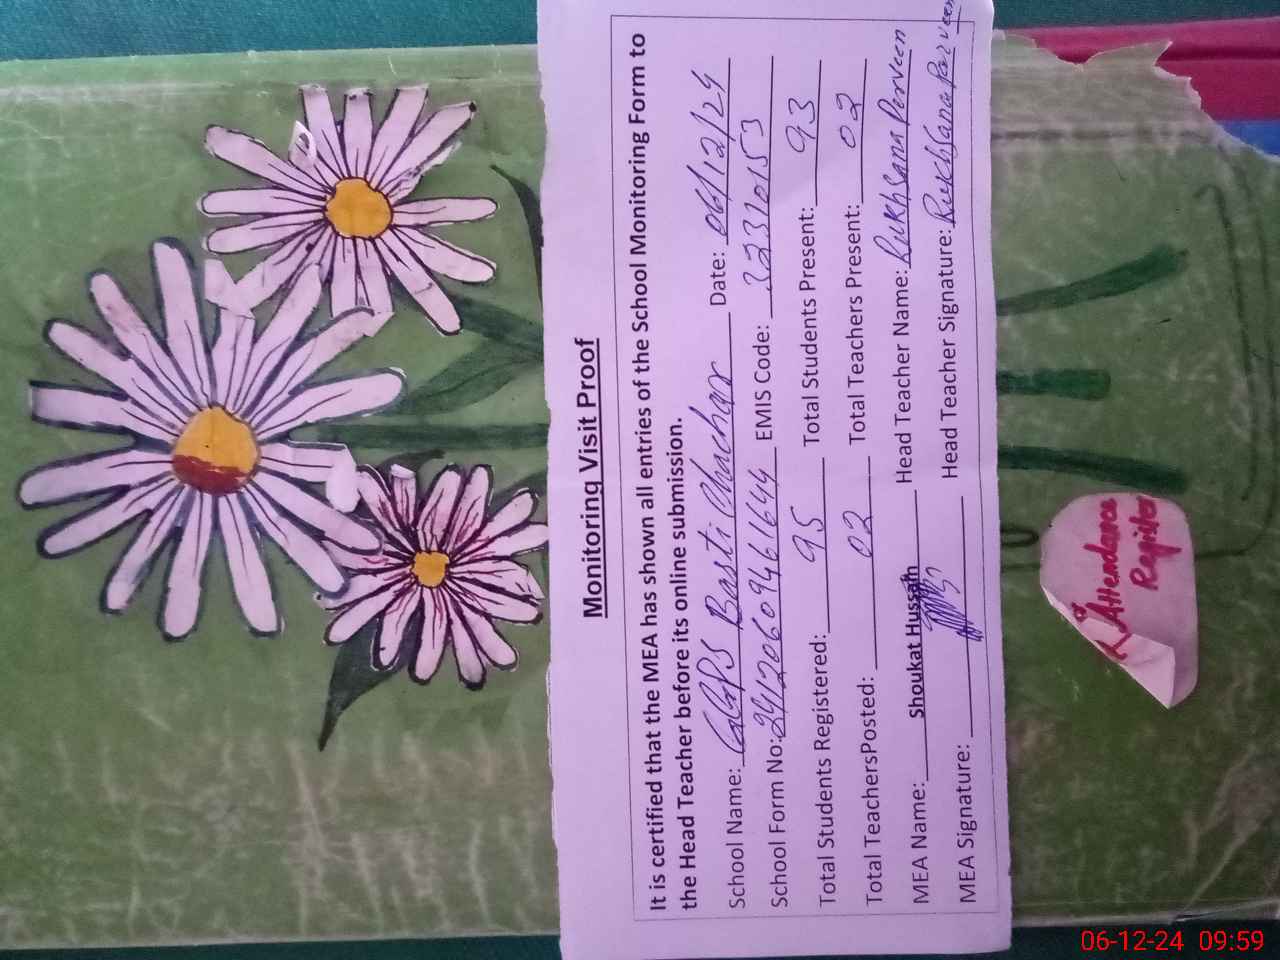 Monitoring Visit Proof
It is certified that the MEA has shown all entries of the School Monitoring Form to
the Head Teacher before its online submission.
School Name: GGPS Basti Chachar Date: 06/12/24
School Form No: 24120609461644 EMIS Code: 32310153
Total Students Registered: 95 Total Students Present: 93
Total TeachersPosted: 02 Total Teachers Present: 02
MEA Name: Shoukat Hussain Head Teacher Name: Rukhsana Perveen
MEA Signature: Head Teacher Signature: Rukhsana Parveen
Attendance
Register
06-12-24 09:59